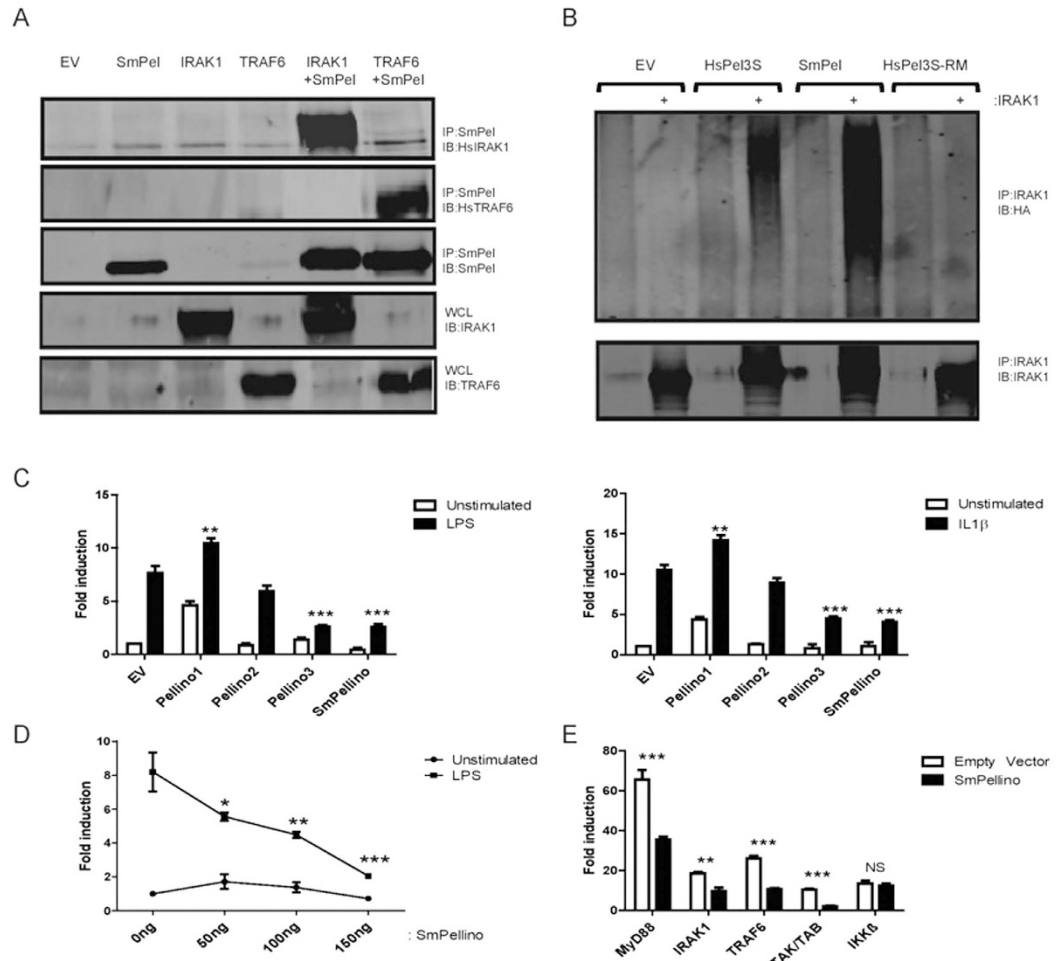 A
EV SmPel IRAK1 TRAF6 IRAK1 +SmPel TRAF6 +SmPel
IP:SmPel
IB:HsIRAK1
IP:SmPel
IB:HsTRAF6
IP:SmPel
IB:SmPel
WCL
IB:IRAK1
WCL
IB:TRAF6
B
EV HsPel3S SmPel HsPel3S-RM
+ + + + :IRAK1
IP:IRAK1
IB:HA
IP:IRAK1
IB:IRAK1
C
Fold induction
15
10
5
0
** *** ***
EV Pellino1 Pellino2 Pellino3 SmPellino
Unstimulated
LPS
Fold induction
20
15
10
5
0
** *** ***
EV Pellino1 Pellino2 Pellino3 SmPellino
Unstimulated
IL1β
D
Fold induction
10
8
6
4
2
0
* ** ***
0ng 50ng 100ng 150ng : SmPellino
Unstimulated
LPS
E
Fold induction
80
60
40
20
0
*** ** *** *** NS
MyD88 IRAK1 TRAF6 TAK/TAB IKKß
Empty Vector
SmPellino